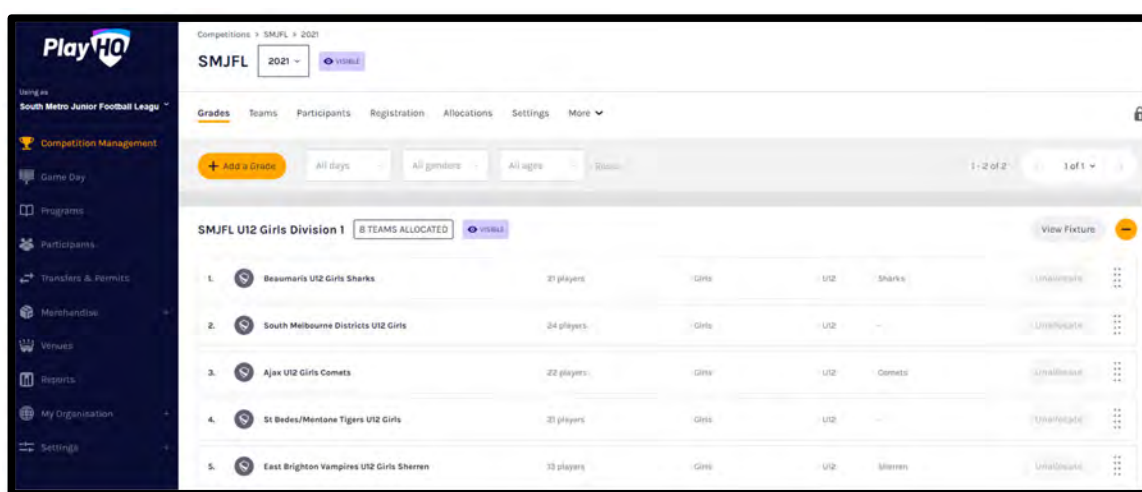 PlayHQ
Using as
South Metro Junior Football Leagu
Competition Management
Game Day
Programs
Participants
Transfers & Permits
Merchandise +
Venues
Reports
My Organisation +
Settings +
Competitions > SMJFL > 2021
SMJFL 2021 VISIBLE
Grades Teams Participants Registration Allocations Settings More
+ Add a Grade All days All genders All ages Reset 1 - 2 of 2 1 of 1
SMJFL U12 Girls Division 1 8 TEAMS ALLOCATED VISIBLE View Fixture
1. Beaumaris U12 Girls Sharks 21 players Girls U12 Sharks Unallocate
2. South Melbourne Districts U12 Girls 24 players Girls U12 - Unallocate
3. Ajax U12 Girls Comets 22 players Girls U12 Comets Unallocate
4. St Bedes/Mentone Tigers U12 Girls 21 players Girls U12 - Unallocate
5. East Brighton Vampires U12 Girls Sherren 13 players Girls U12 Sherren Unallocate